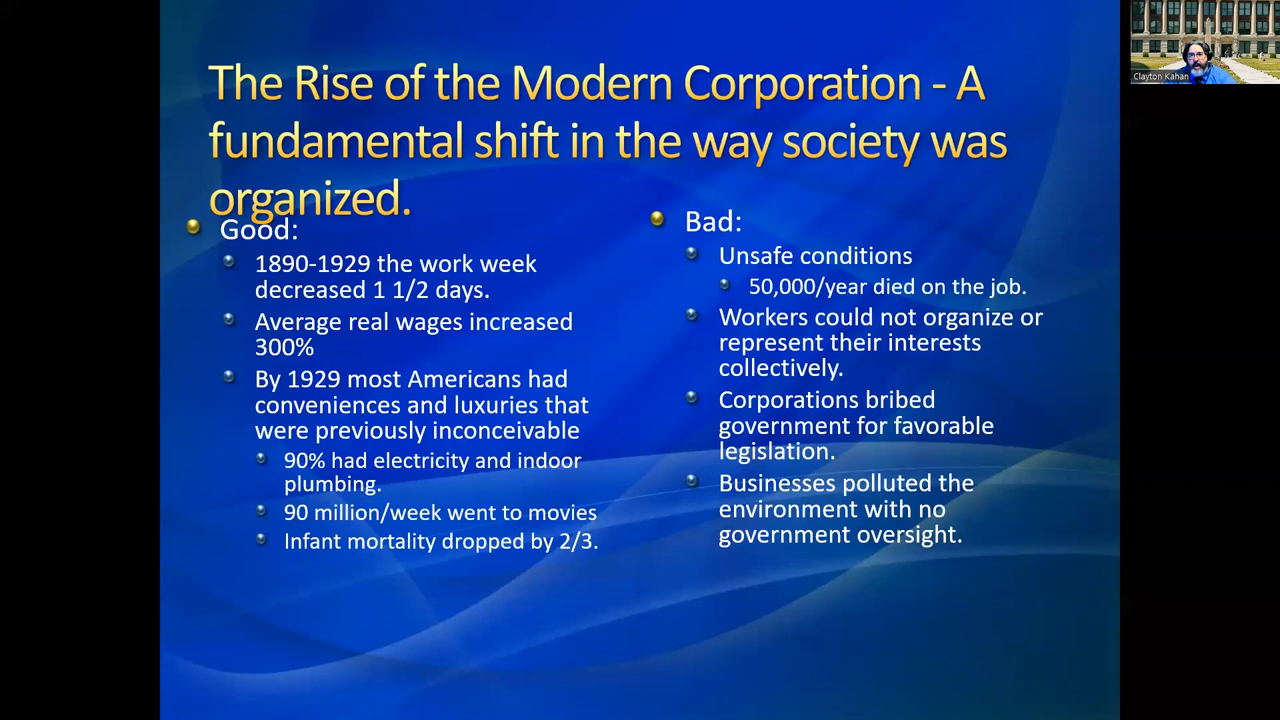 The Rise of the Modern Corporation - A
fundamental shift in the way society was
organized.
Good:
1890-1929 the work week
decreased 1 1/2 days.
Average real wages increased
300%
By 1929 most Americans had
conveniences and luxuries that
were previously inconceivable
90% had electricity and indoor
plumbing.
90 million/week went to movies
Infant mortality dropped by 2/3.
Bad:
Unsafe conditions
50,000/year died on the job.
Workers could not organize or
represent their interests
collectively.
Corporations bribed
government for favorable
legislation.
Businesses polluted the
environment with no
government oversight.
Clayton Kahan